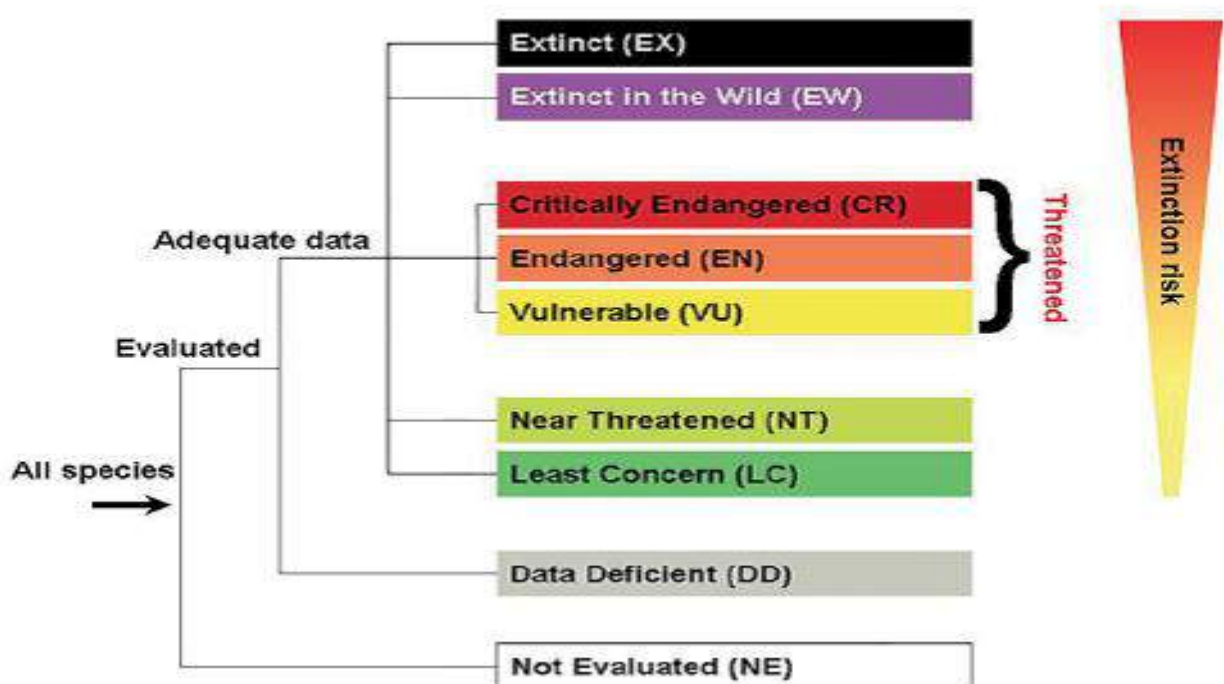 Extinct (EX)
Extinct in the Wild (EW)
Critically Endangered (CR)
Adequate data
Endangered (EN)
Vulnerable (VU)
Threatened
Extinction risk
Evaluated
Near Threatened (NT)
All species
Least Concern (LC)
Data Deficient (DD)
Not Evaluated (NE)